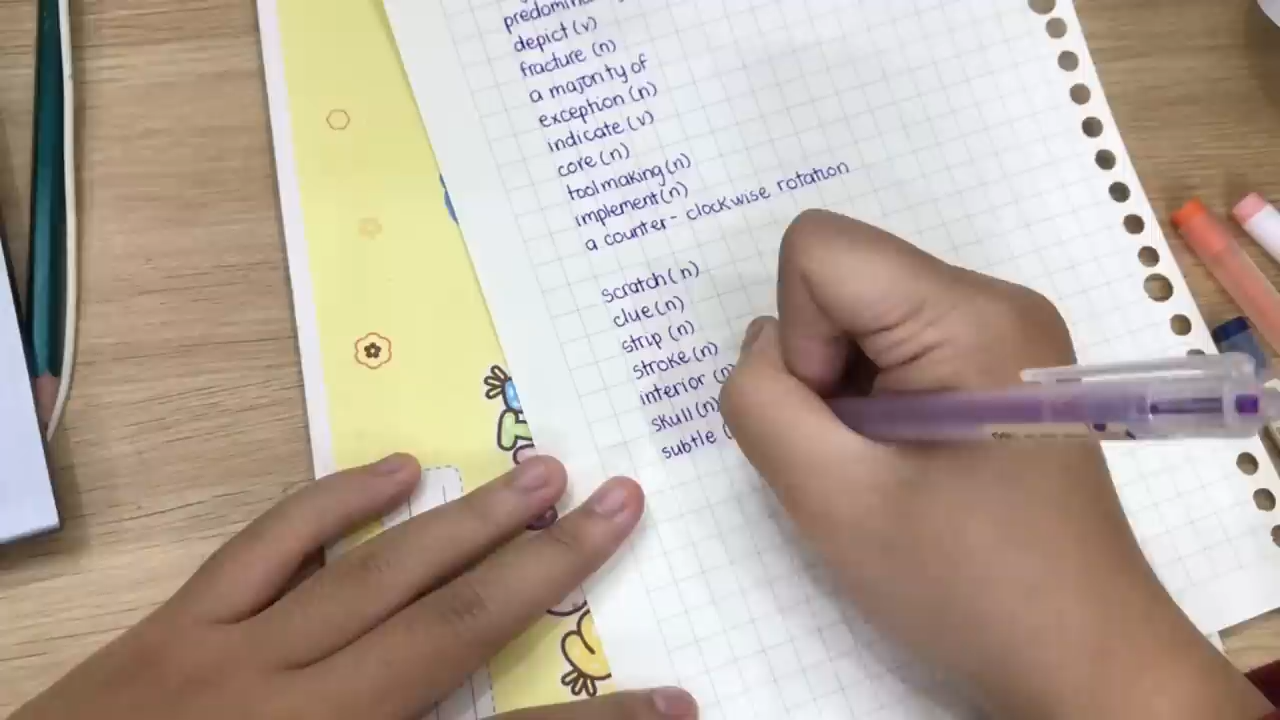 depict (v)
fracture (n)
a majority of
exception (n)
indicate (v)
core (n)
toolmaking (n)
implement (n)
a counter-clockwise rotation
scratch (n)
clue (n)
strip (n)
stroke (n)
interior (n)
skull (n)
subtle (